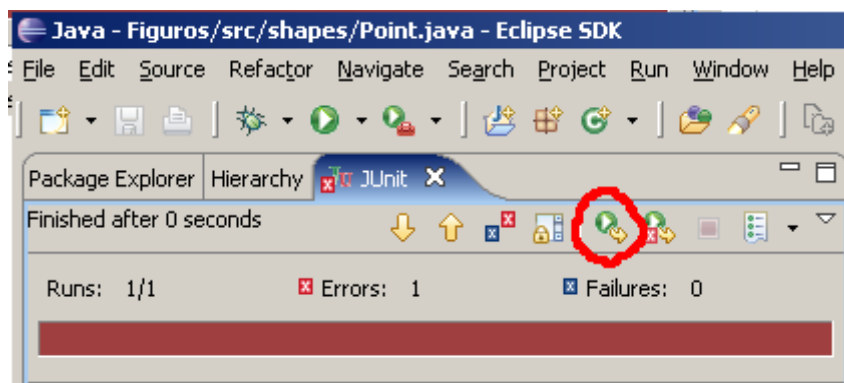 Java - Figuros/src/shapes/Point.java - Eclipse SDK
File Edit Source Refactor Navigate Search Project Run Window Help
Package Explorer Hierarchy JUnit
Finished after 0 seconds
Runs: 1/1 Errors: 1 Failures: 0